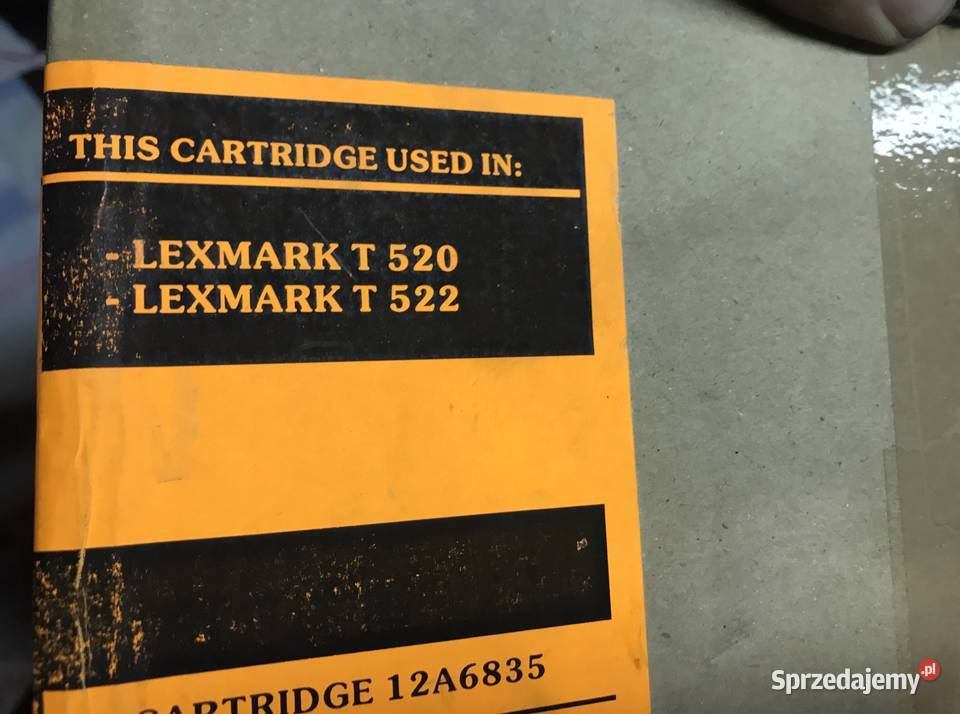 THIS CARTRIDGE USED IN:
- LEXMARK T 520
- LEXMARK T 522
CARTRIDGE 12A6835
Sprzedajemy.pl